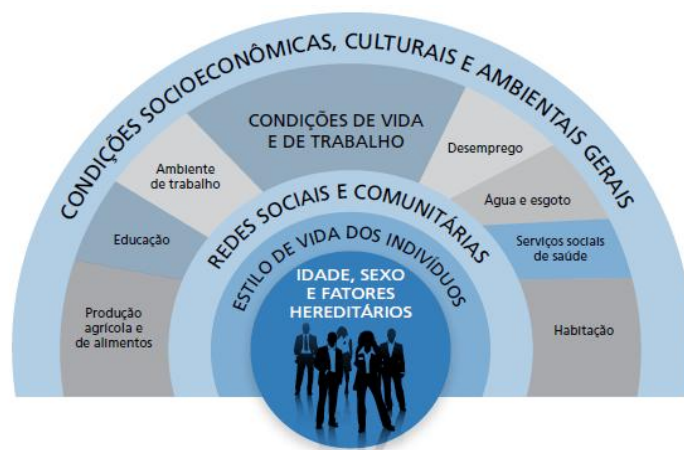 CONDIÇÕES SOCIOECONÔMICAS, CULTURAIS E AMBIENTAIS GERAIS
CONDIÇÕES DE VIDA
E DE TRABALHO
Ambiente
de trabalho
Educação
Produção
agrícola e
de alimentos
Desemprego
Água e esgoto
Serviços sociais
de saúde
Habitação
REDES SOCIAIS E COMUNITÁRIAS
ESTILO DE VIDA DOS INDIVÍDUOS
IDADE, SEXO
E FATORES
HEREDITÁRIOS